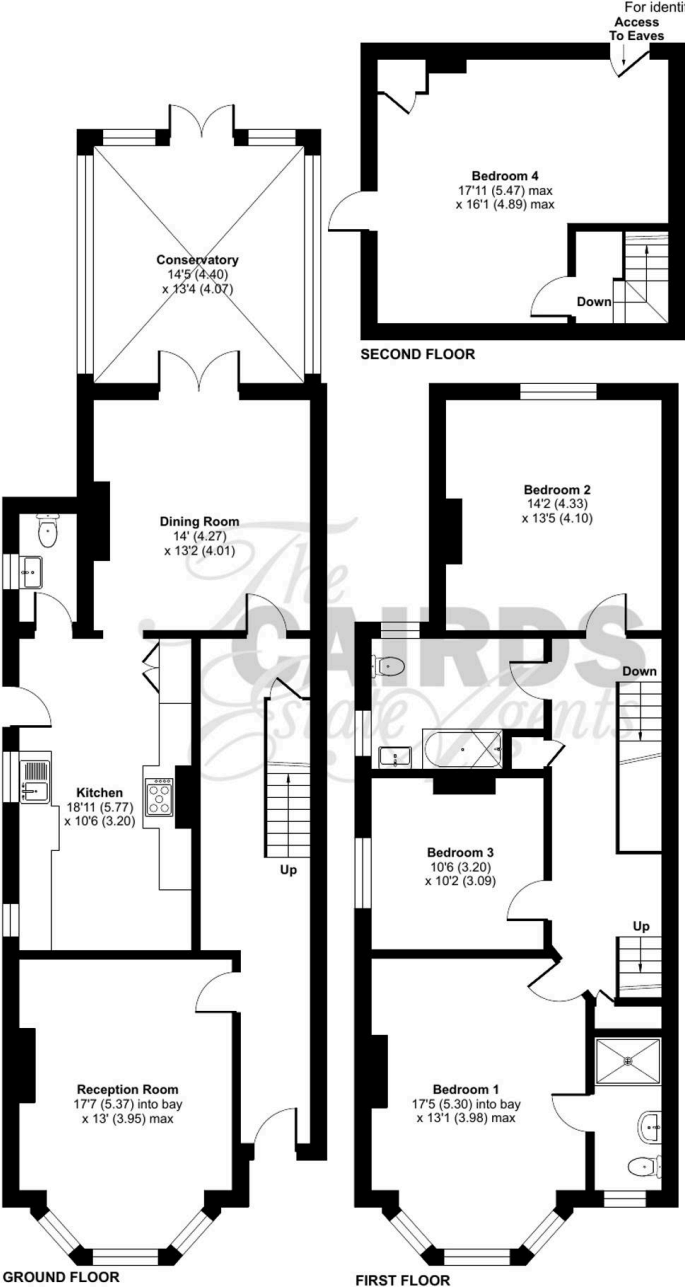 For identi
Access
To Eaves
Bedroom 4
17'11 (5.47) max
x 16'1 (4.89) max
Down
SECOND FLOOR
Conservatory
14'5 (4.40)
x 13'4 (4.07)
Dining Room
14' (4.27)
x 13'2 (4.01)
Kitchen
18'11 (5.77)
x 10'6 (3.20)
Up
Reception Room
17'7 (5.37) into bay
x 13' (3.95) max
GROUND FLOOR
Bedroom 2
14'2 (4.33)
x 13'5 (4.10)
Down
Bedroom 3
10'6 (3.20)
x 10'2 (3.09)
Up
Bedroom 1
17'5 (5.30) into bay
x 13'1 (3.98) max
FIRST FLOOR
The
CAIRDS
Estate Agents